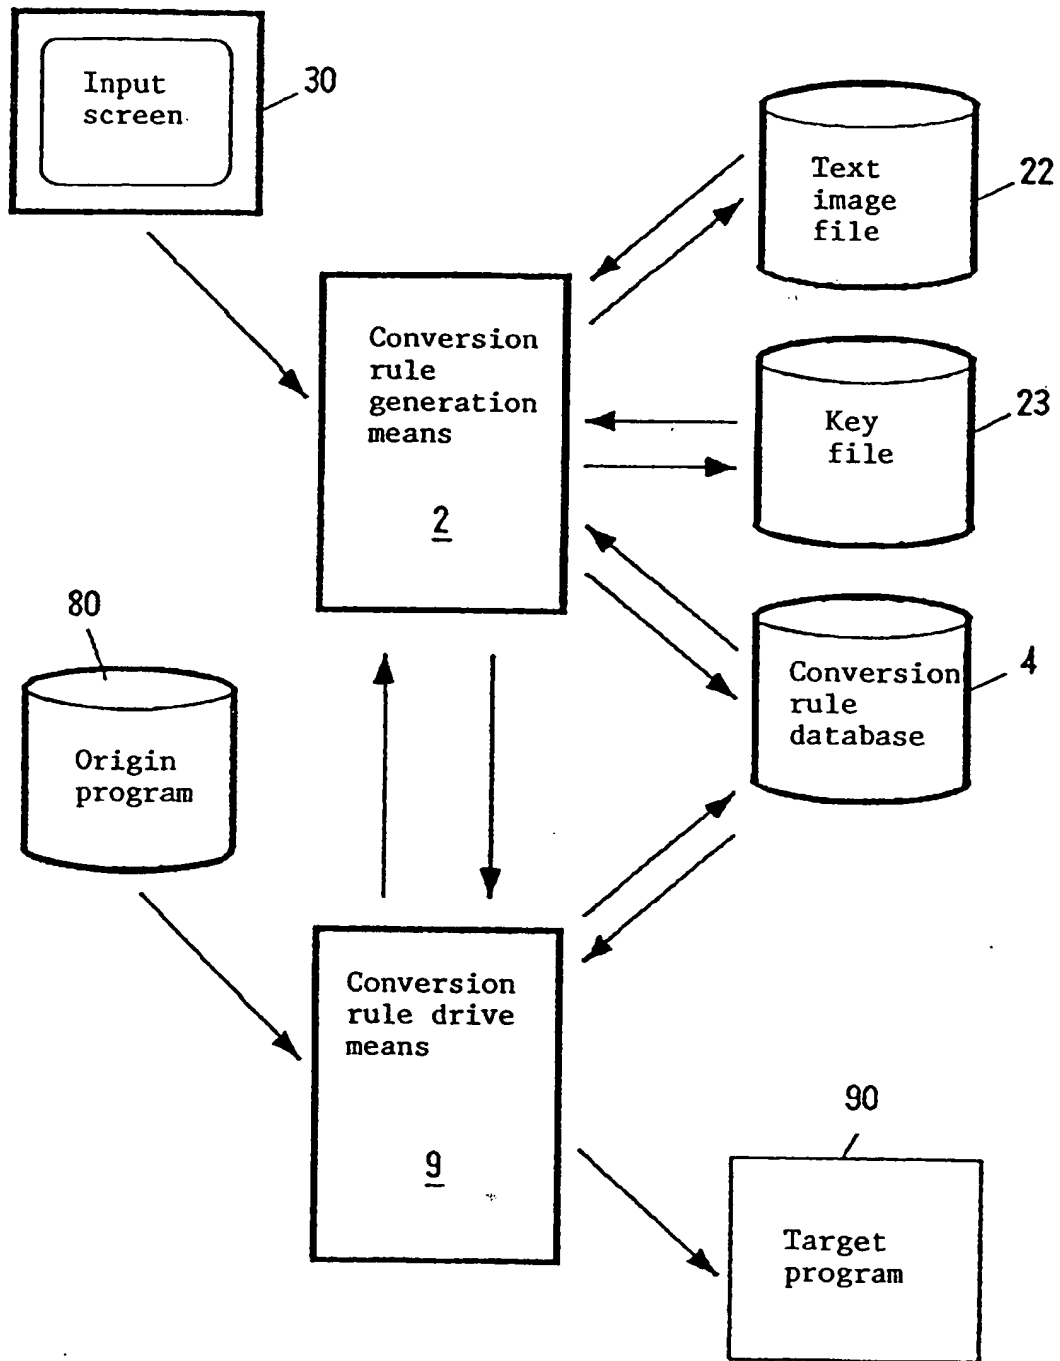 Input
screen
30
Text
image
file
22
Conversion
rule
generation
means
2
Key
file
23
80
Origin
program
Conversion
rule
database
4
Conversion
rule drive
means
9
90
Target
program